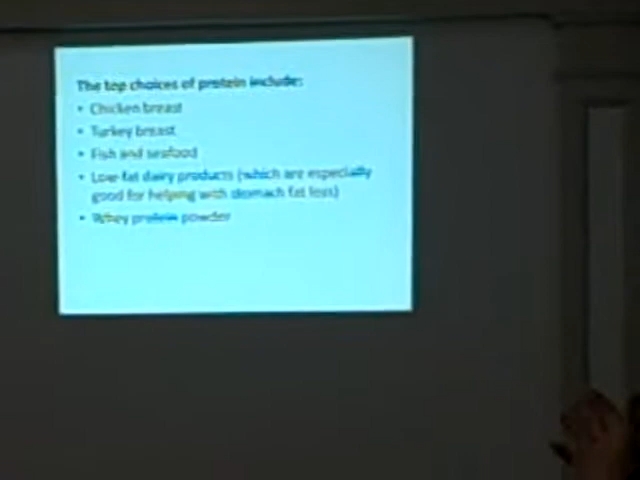 The top choices of protein include:
• Chicken breast
• Turkey breast
• Fish and seafood
• Low-fat dairy products (which are especially
good for helping with stomach fat loss)
• Whey protein powder